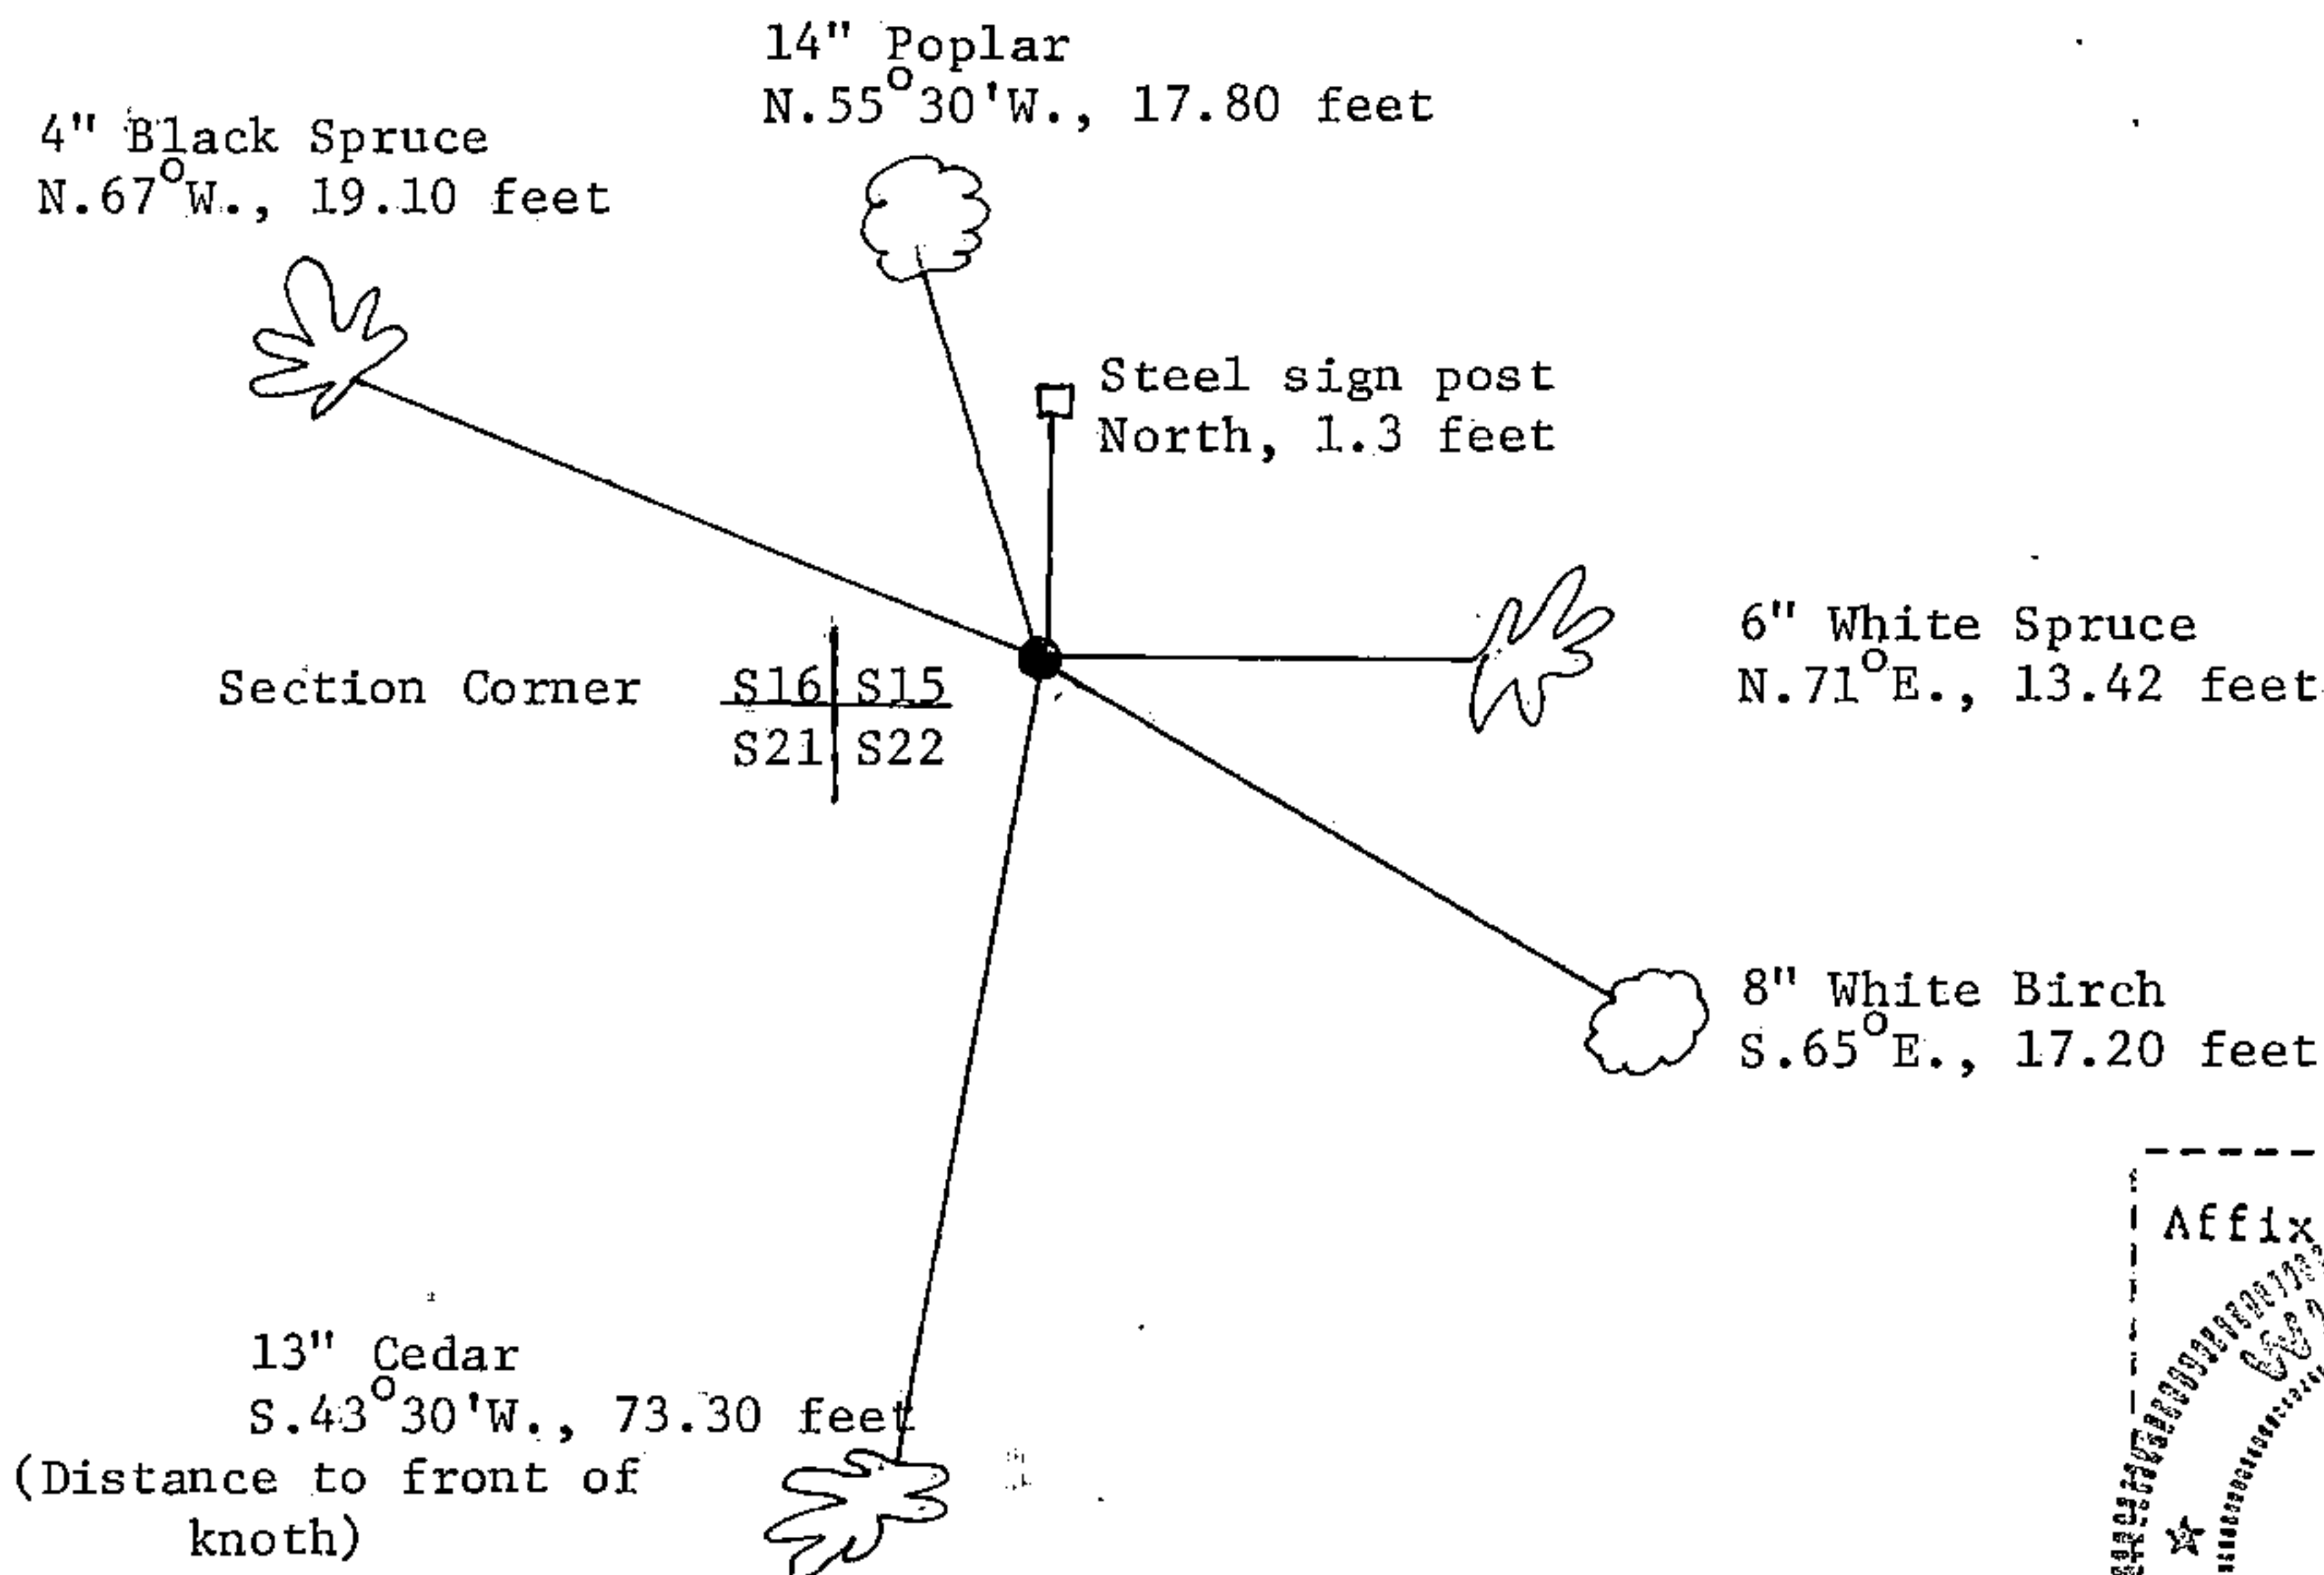 14" Poplar
N.55°30'W., 17.80 feet
4" Black Spruce
N.67°W., 19.10 feet
Steel sign post
North, 1.3 feet
6" White Spruce
N.71°E., 13.42 feet
Section Corner
S16 S15
S21 S22
8" White Birch
S.65°E., 17.20 feet
Affix
13" Cedar
S.43°30'W., 73.30 feet
(Distance to front of
knoth)